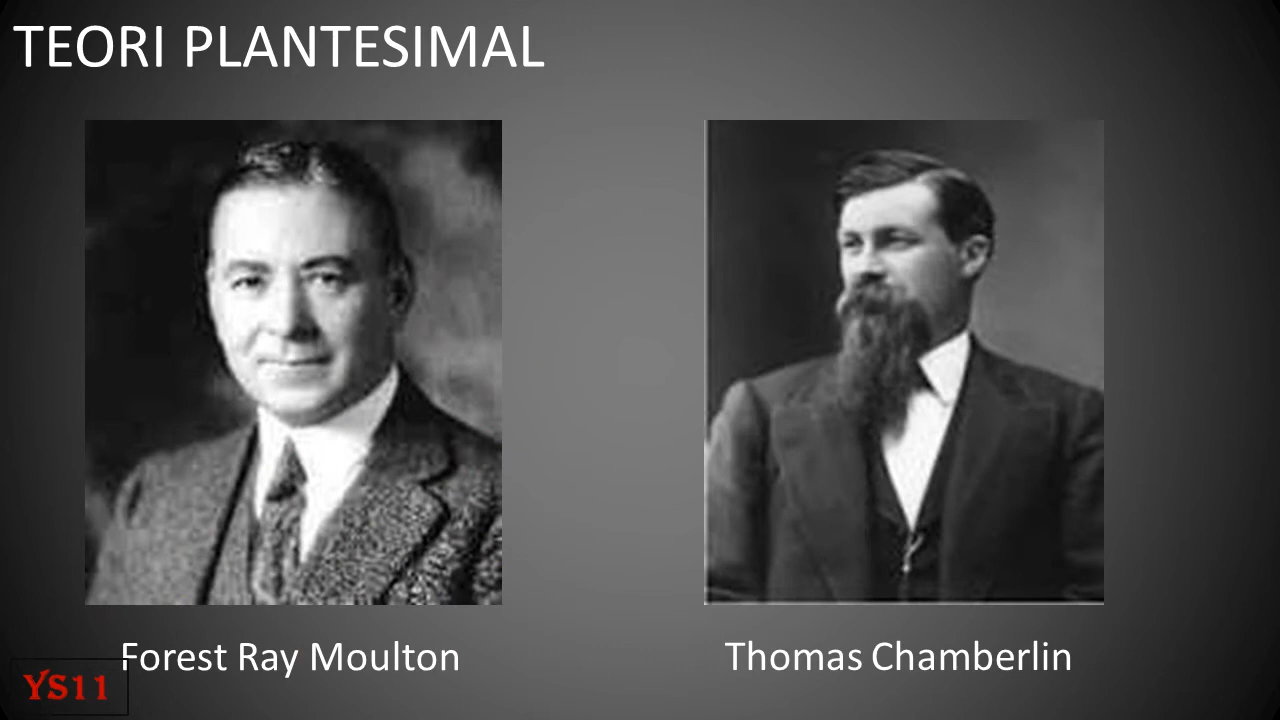 TEORI PLANTESIMAL
Forest Ray Moulton
Thomas Chamberlin
YS11